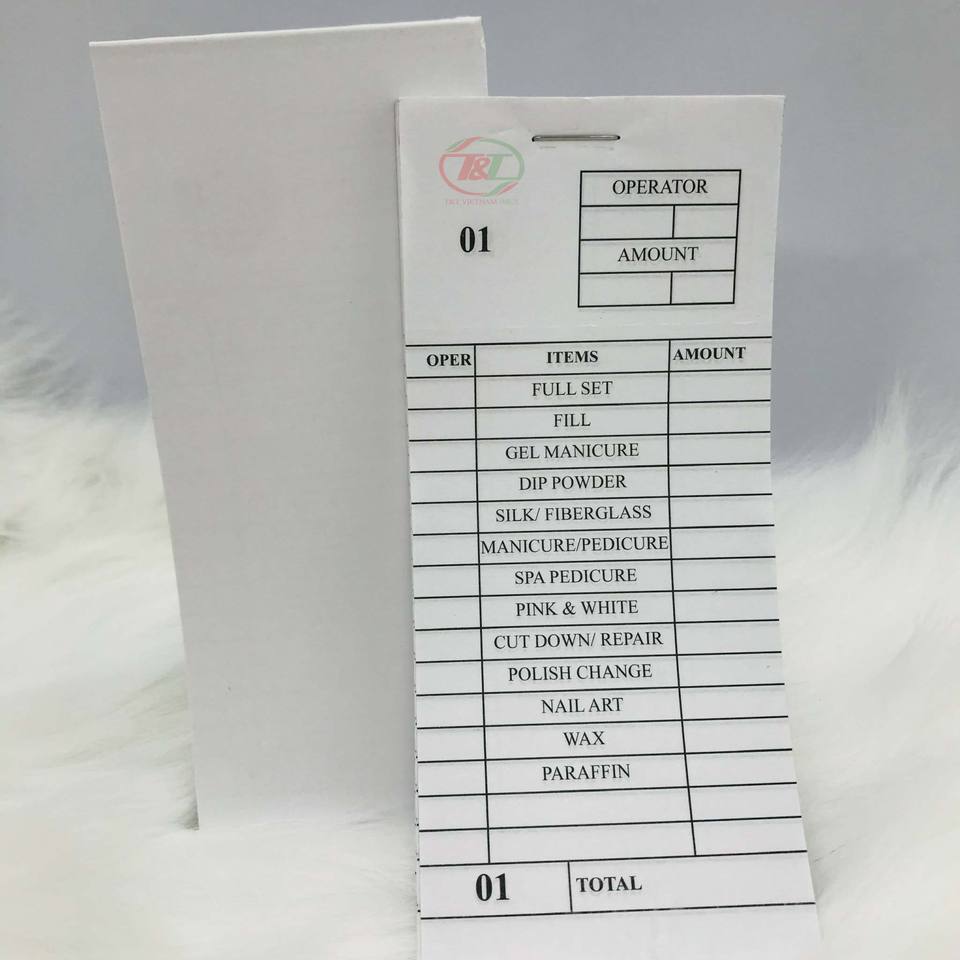 T&T
T&T VIETNAM
OPERATOR
01
AMOUNT
OPER ITEMS AMOUNT
FULL SET
FILL
GEL MANICURE
DIP POWDER
SILK/ FIBERGLASS
MANICURE/PEDICURE
SPA PEDICURE
PINK & WHITE
CUT DOWN/ REPAIR
POLISH CHANGE
NAIL ART
WAX
PARAFFIN
01 TOTAL